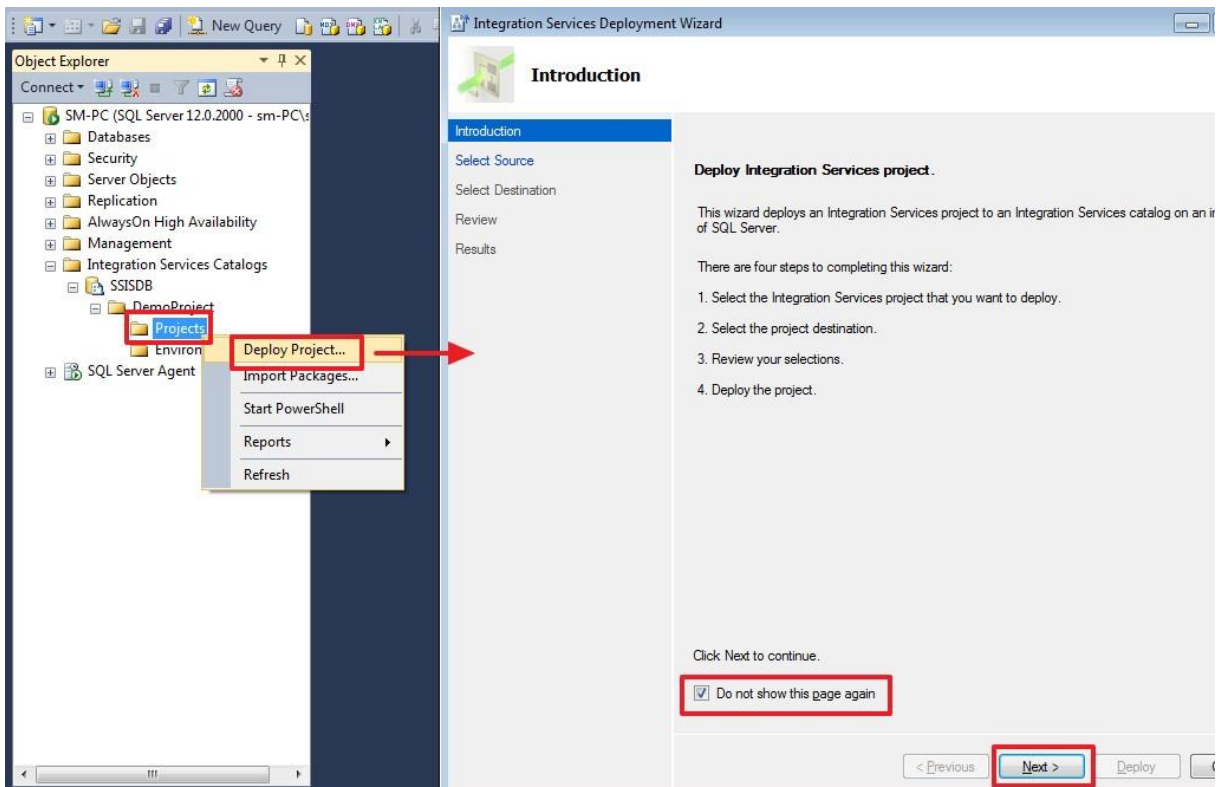 New Query
Object Explorer
Connect
SM-PC (SQL Server 12.0.2000 - sm-PC\s
Databases
Security
Server Objects
Replication
AlwaysOn High Availability
Management
Integration Services Catalogs
SSISDB
DemoProject
Projects
Environ
SQL Server Agent
Deploy Project...
Import Packages...
Start PowerShell
Reports
Refresh
Integration Services Deployment Wizard
Introduction
Introduction
Select Source
Select Destination
Review
Results
Deploy Integration Services project.
This wizard deploys an Integration Services project to an Integration Services catalog on an in
of SQL Server.
There are four steps to completing this wizard:
1. Select the Integration Services project that you want to deploy.
2. Select the project destination.
3. Review your selections.
4. Deploy the project.
Click Next to continue.
Do not show this page again
< Previous
Next >
Deploy